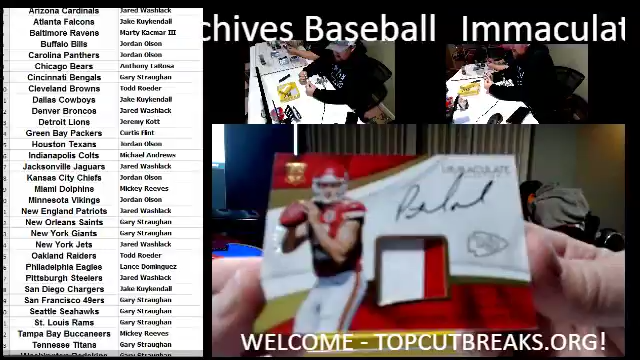 Arizona Cardinals Jared Washlack
Atlanta Falcons Jake Kuykendall
Baltimore Ravens Marty Kacmar III
Buffalo Bills Jordan Olson
Carolina Panthers Jordan Olson
Chicago Bears Anthony LaRosa
Cincinnati Bengals Gary Straughan
Cleveland Browns Todd Roeder
Dallas Cowboys Jake Kuykendall
Denver Broncos Jared Washlack
Detroit Lions Jeremy Kott
Green Bay Packers Curtis Flint
Houston Texans Jordan Olson
Indianapolis Colts Michael Andrews
Jacksonville Jaguars Jared Washlack
Kansas City Chiefs Jordan Olson
Miami Dolphins Mickey Reeves
Minnesota Vikings Jordan Olson
New England Patriots Jared Washlack
New Orleans Saints Gary Straughan
New York Giants Gary Straughan
New York Jets Jared Washlack
Oakland Raiders Todd Roeder
Philadelphia Eagles Lance Dominguez
Pittsburgh Steelers Jared Washlack
San Diego Chargers Jake Kuykendall
San Francisco 49ers Gary Straughan
Seattle Seahawks Gary Straughan
St. Louis Rams Gary Straughan
Tampa Bay Buccaneers Mickey Reeves
Tennessee Titans Gary Straughan
chives Baseball Immaculat
IMMACULATE
WELCOME - TOPCUTBREAKS.ORG!